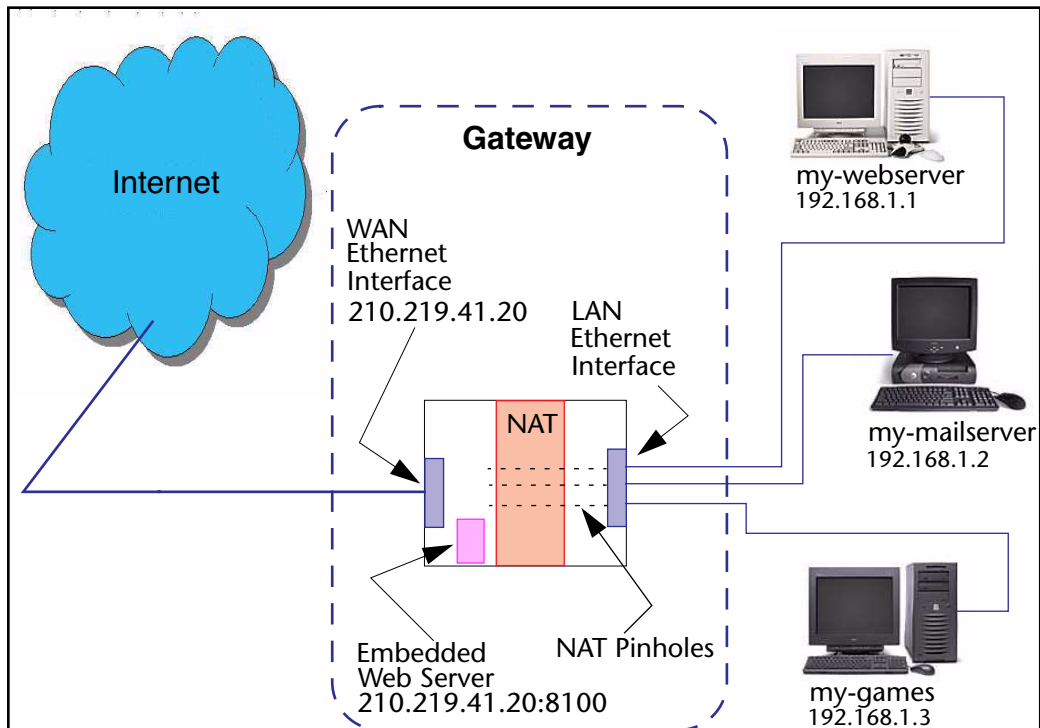 Gateway
Internet
my-webserver
192.168.1.1
WAN
Ethernet
Interface
210.219.41.20
LAN
Ethernet
Interface
NAT
my-mailserver
192.168.1.2
Embedded
Web Server
210.219.41.20:8100
NAT Pinholes
my-games
192.168.1.3